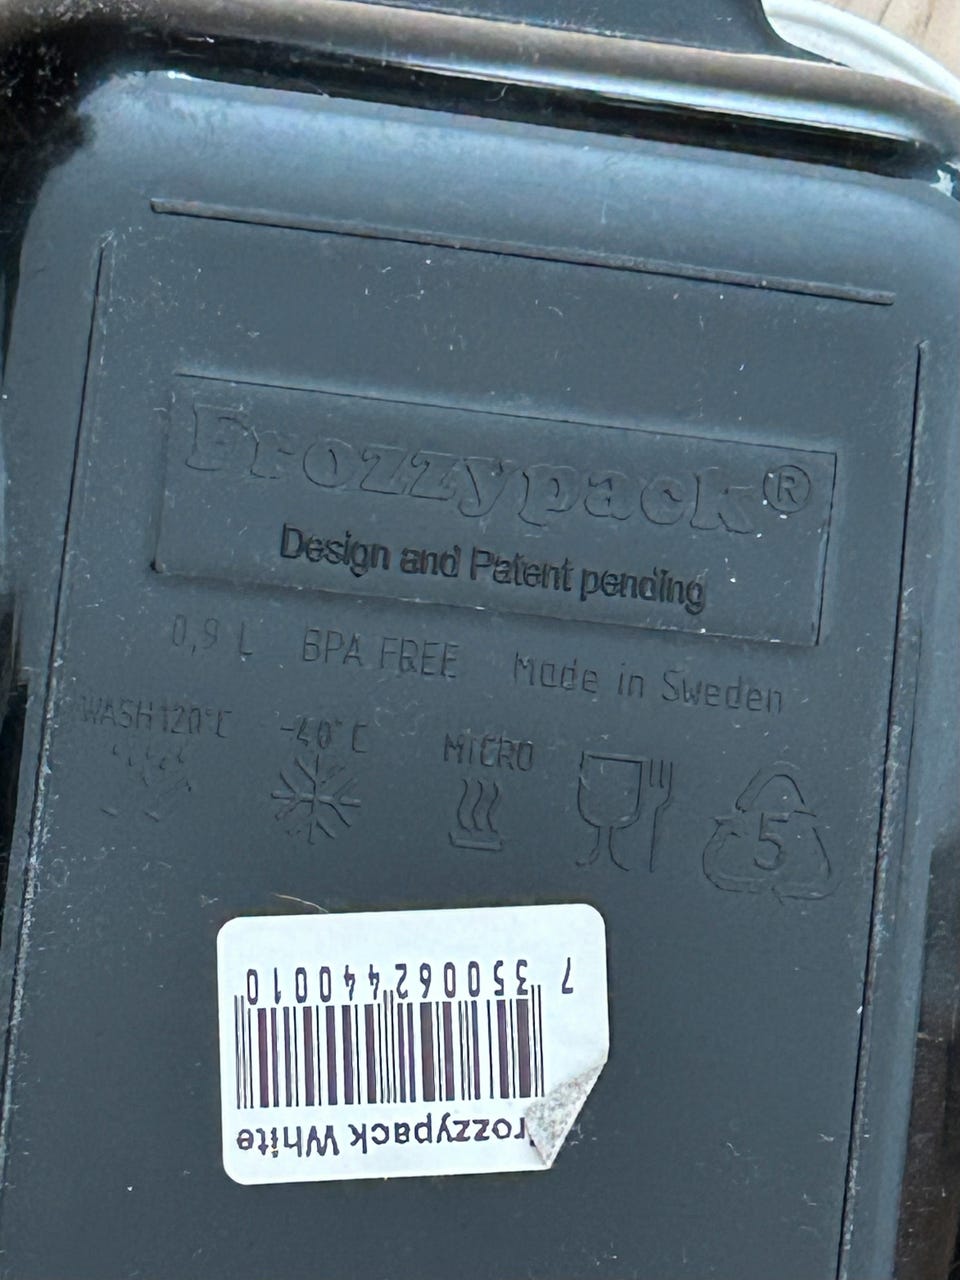 Frozzypack®
Design and Patent pending
0,9 L BPA FREE Made in Sweden
WASH 120°C -40°C MICRO
5
rozzypack White
7 350062 440010